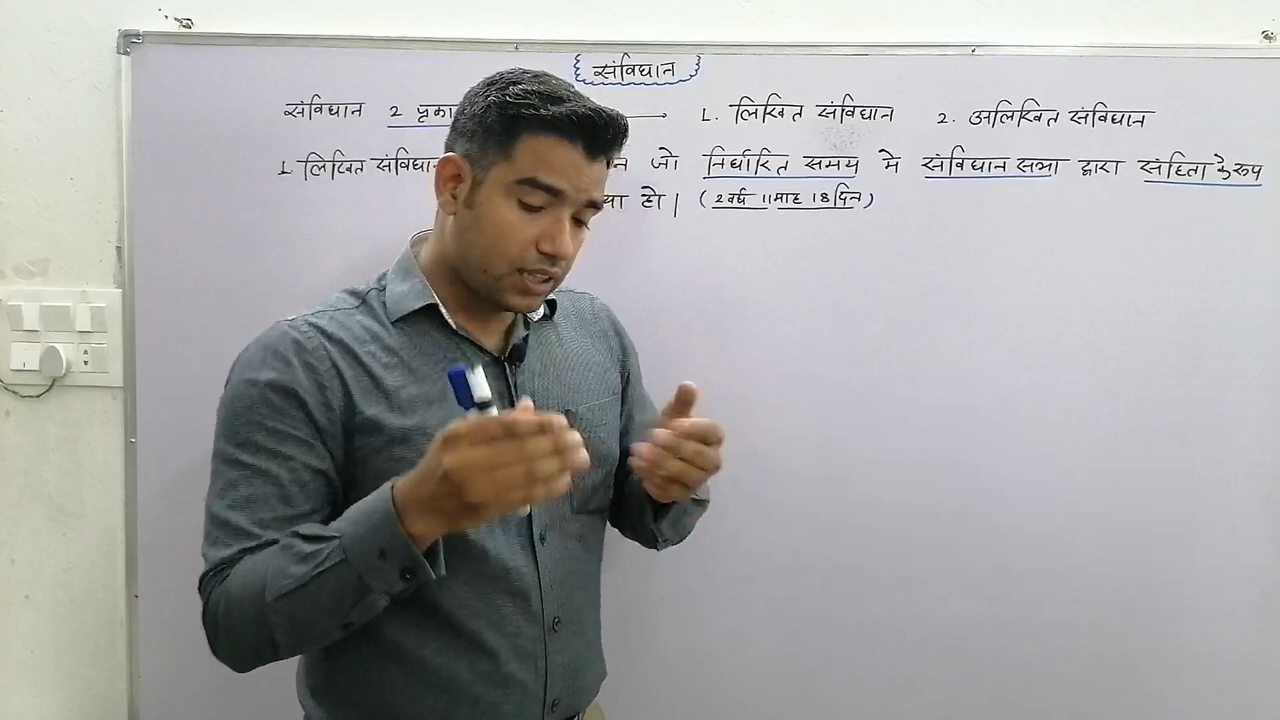 संविधान
संविधान 2 प्रका → 1. लिखित संविधान 2. अलिखित संविधान
1 लिखित संविधान जो निर्धारित समय मे संविधान सभा द्वारा संहिता के रूप
हो। (2 वर्ष 11 माह 18 दिन)